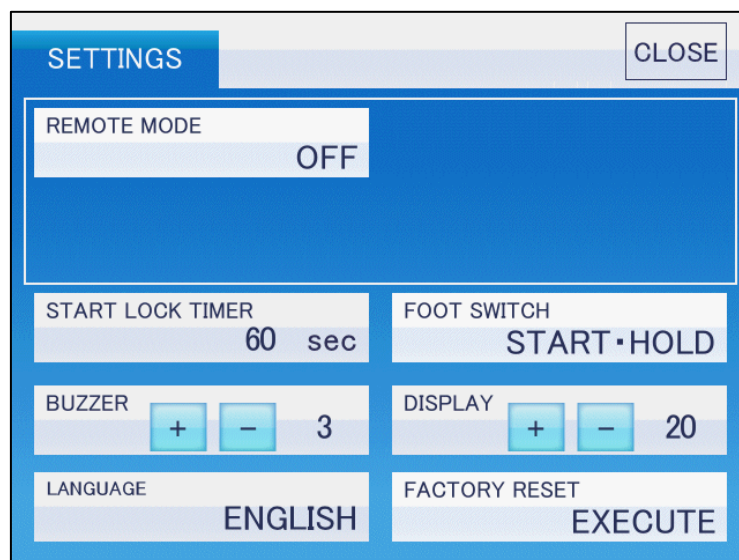 SETTINGS
CLOSE
REMOTE MODE
OFF
START LOCK TIMER
60 sec
FOOT SWITCH
START・HOLD
BUZZER
+ − 3
DISPLAY
+ − 20
LANGUAGE
ENGLISH
FACTORY RESET
EXECUTE